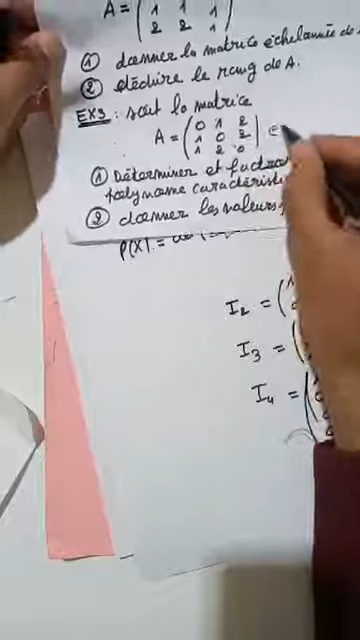 A = ( 1 1 1
2 2 1 )
① donner la matrice échelonnée de
② déduire le rang de A.
EX3 : soit la matrice
A = ( 0 1 2
1 0 2
1 2 0 )
① Déterminer et
polynome caractérist
② donner les valeurs
P(X) =
I₂ = (
I₃ = (
I₄ = (